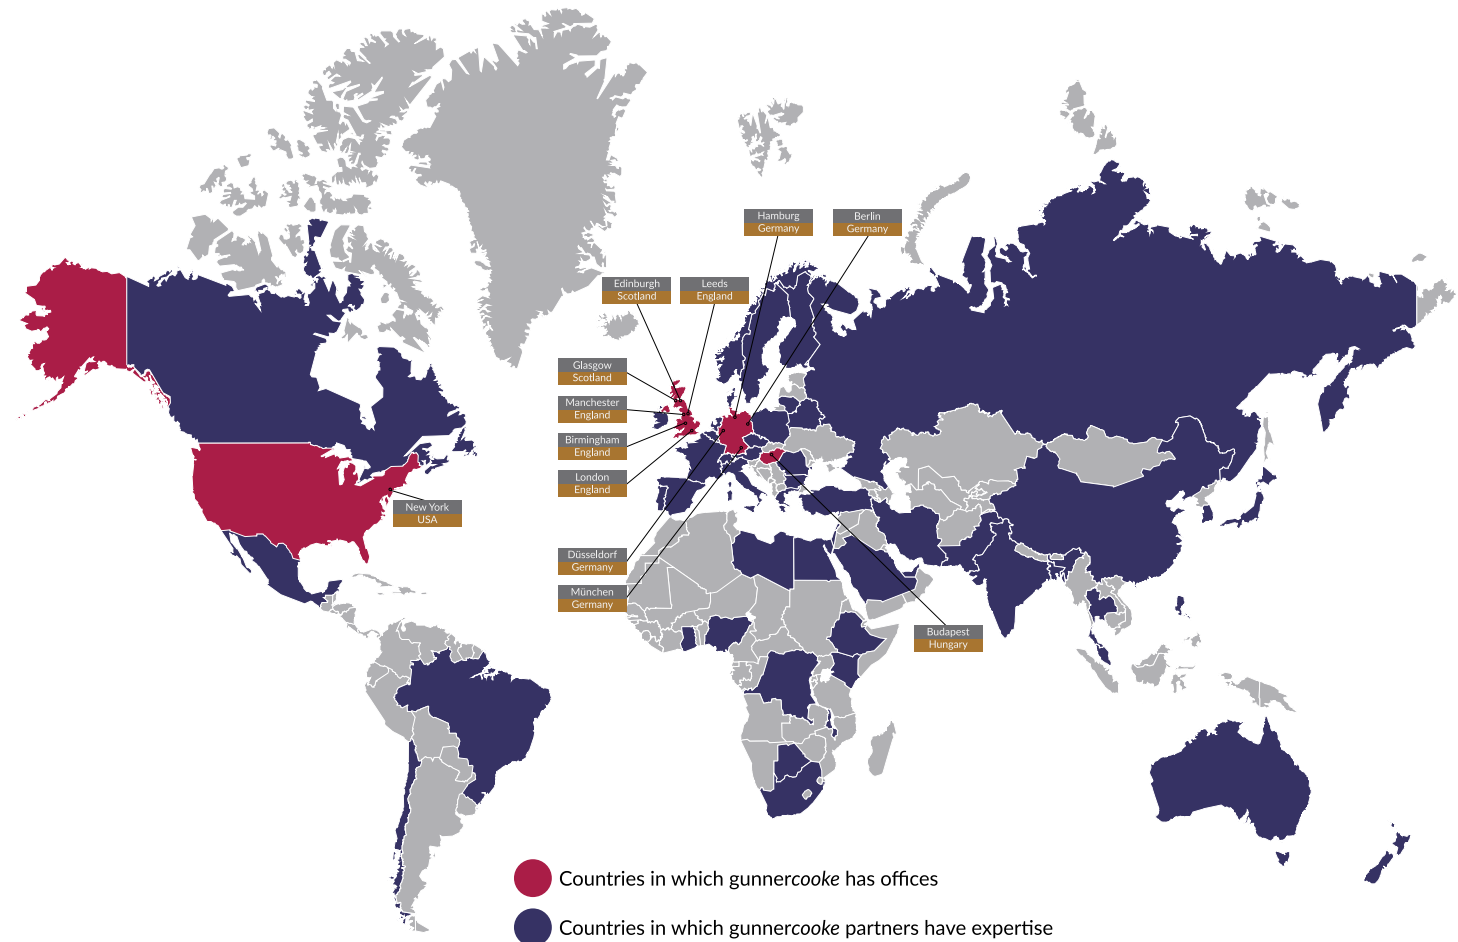 Hamburg
Germany
Berlin
Germany
Edinburgh
Scotland
Leeds
England
Glasgow
Scotland
Manchester
England
Birmingham
England
London
England
New York
USA
Düsseldorf
Germany
München
Germany
Budapest
Hungary
Countries in which gunnercooke has offices
Countries in which gunnercooke partners have expertise